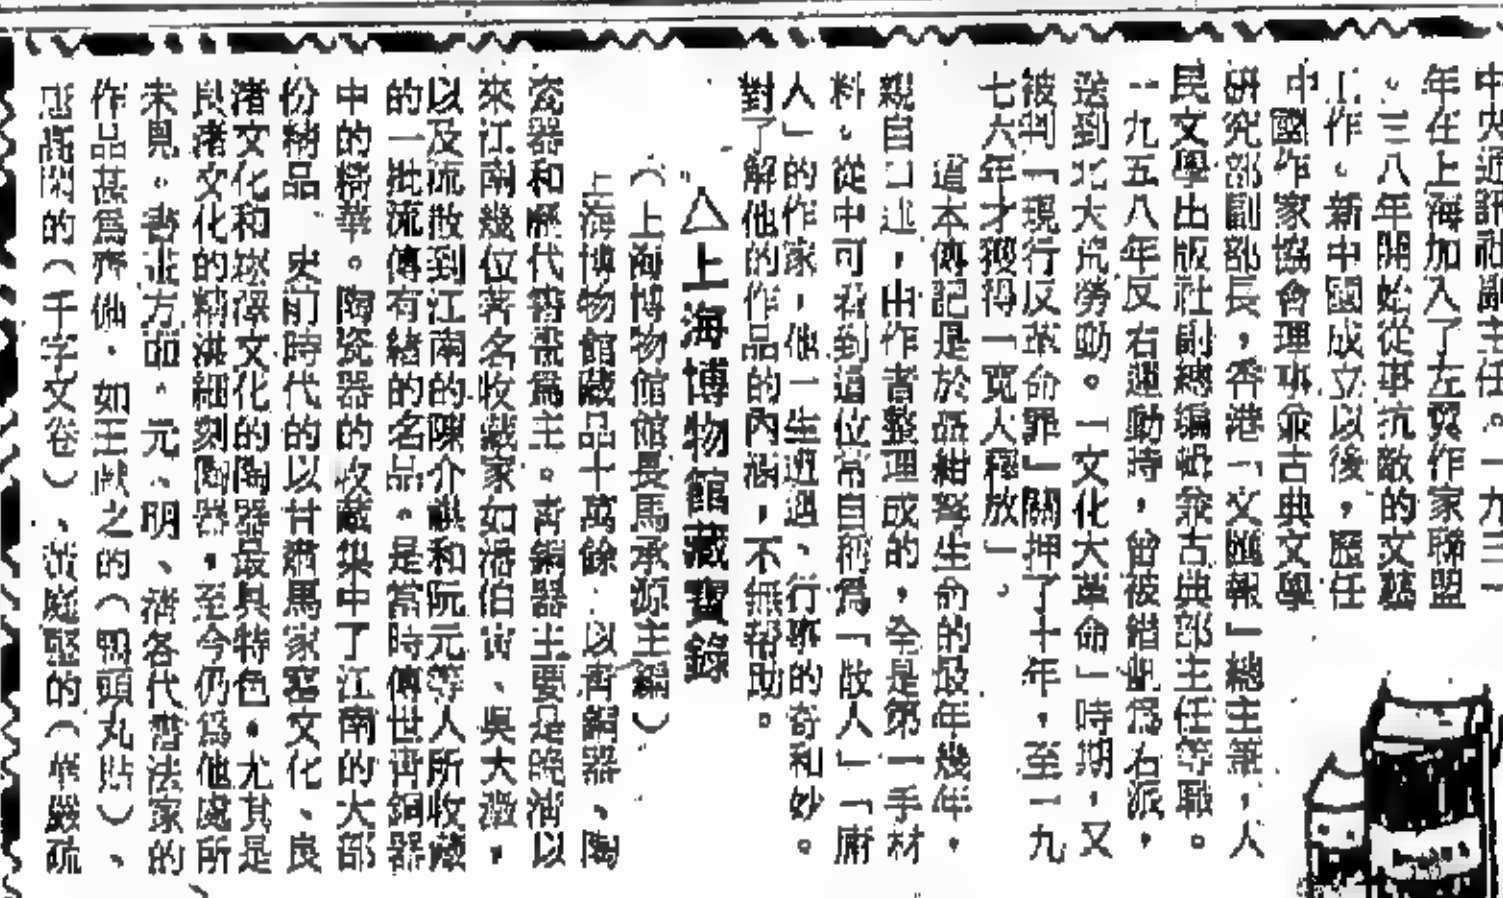 中央通訊社副主任。一九三一
年在上海加入了左翼作家聯盟
。三八年開始從事抗敵的文藝
工作。新中國成立以後，歷任
中國作家協會理事兼古典文學
研究部副部長，香港「文匯報」總主筆，人
民文學出版社副總編輯兼古典部主任等職。
一九五八年反右運動時，曾被錯劃爲右派，
送到北大荒勞動。「文化大革命」時期，又
被判「現行反革命罪」關押了十年，至一九
七六年才獲得「寬大釋放」。
道本傳記是於聶紺弩生命的最年幾年，
親自口述，由作者整理成的，全是第一手材
料。從中可看到這位常自稱爲「散人」「廚
人」的作家，他一生遭遇、行事的奇和妙。
對了解他的作品的內涵，不無幫助。
△上海博物館藏寶錄
（上海博物館館長馬承源主編）
上海博物館藏品十萬餘，以青銅器、陶
瓷器和歷代書畫爲主。青銅器主要是晚清以
來江南幾位著名收藏家如潘伯寅、吳大澂，
以及流散到江南的陳介祺和阮元等人所收藏
的一批流傳有緒的名品。是當時傳世青銅器
中的精華。陶瓷器的收藏集中了江南的大部
份精品，史前時代的以甘肅馬家窰文化、良
渚文化和崧澤文化的陶器最具特色。尤其是
良渚文化的精湛細刻陶器，至今仍爲他處所
未見。書畫方面，元、明、清各代書法家的
作品甚爲齊備，如王獻之的（鴨頭丸帖）、
高閑的（千字文卷）、黃庭堅的（華嚴疏